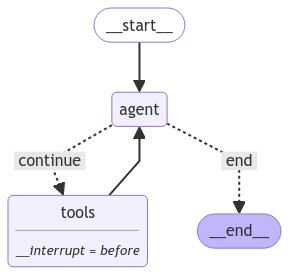 __start__
agent
continue
end
tools
__interrupt = before
__end__